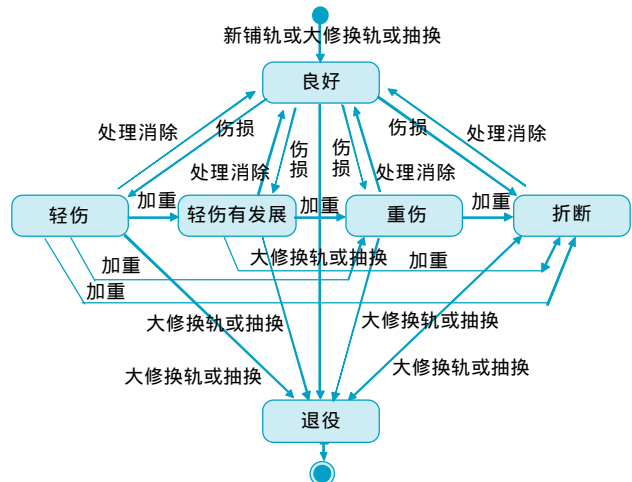 新铺轨或大修换轨或抽换
良好
处理消除
伤损
伤损
伤损
伤损
处理消除
处理消除
处理消除
轻伤
加重
轻伤有发展
加重
重伤
加重
折断
加重
大修换轨或抽换
加重
加重
大修换轨或抽换
大修换轨或抽换
大修换轨或抽换
大修换轨或抽换
退役